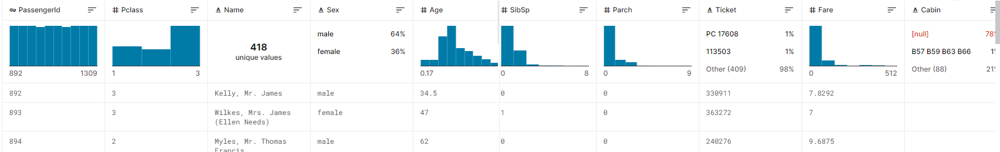 PassengerId Pclass Name Sex Age SibSp Parch Ticket Fare Cabin
male 64% PC 17608 1% [null] 78%
418
female 36% 113503 1% B57 B59 B63 B66 1%
unique values
Other (409) 98% Other (88) 21%
892 1309 1 3 0.17 0 8 0 9 0 512
892 3 Kelly, Mr. James male 34.5 0 0 330911 7.8292
893 3 Wilkes, Mrs. James female 47 1 0 363272 7
(Ellen Needs)
894 2 Myles, Mr. Thomas male 62 0 0 240276 9.6875
Francis